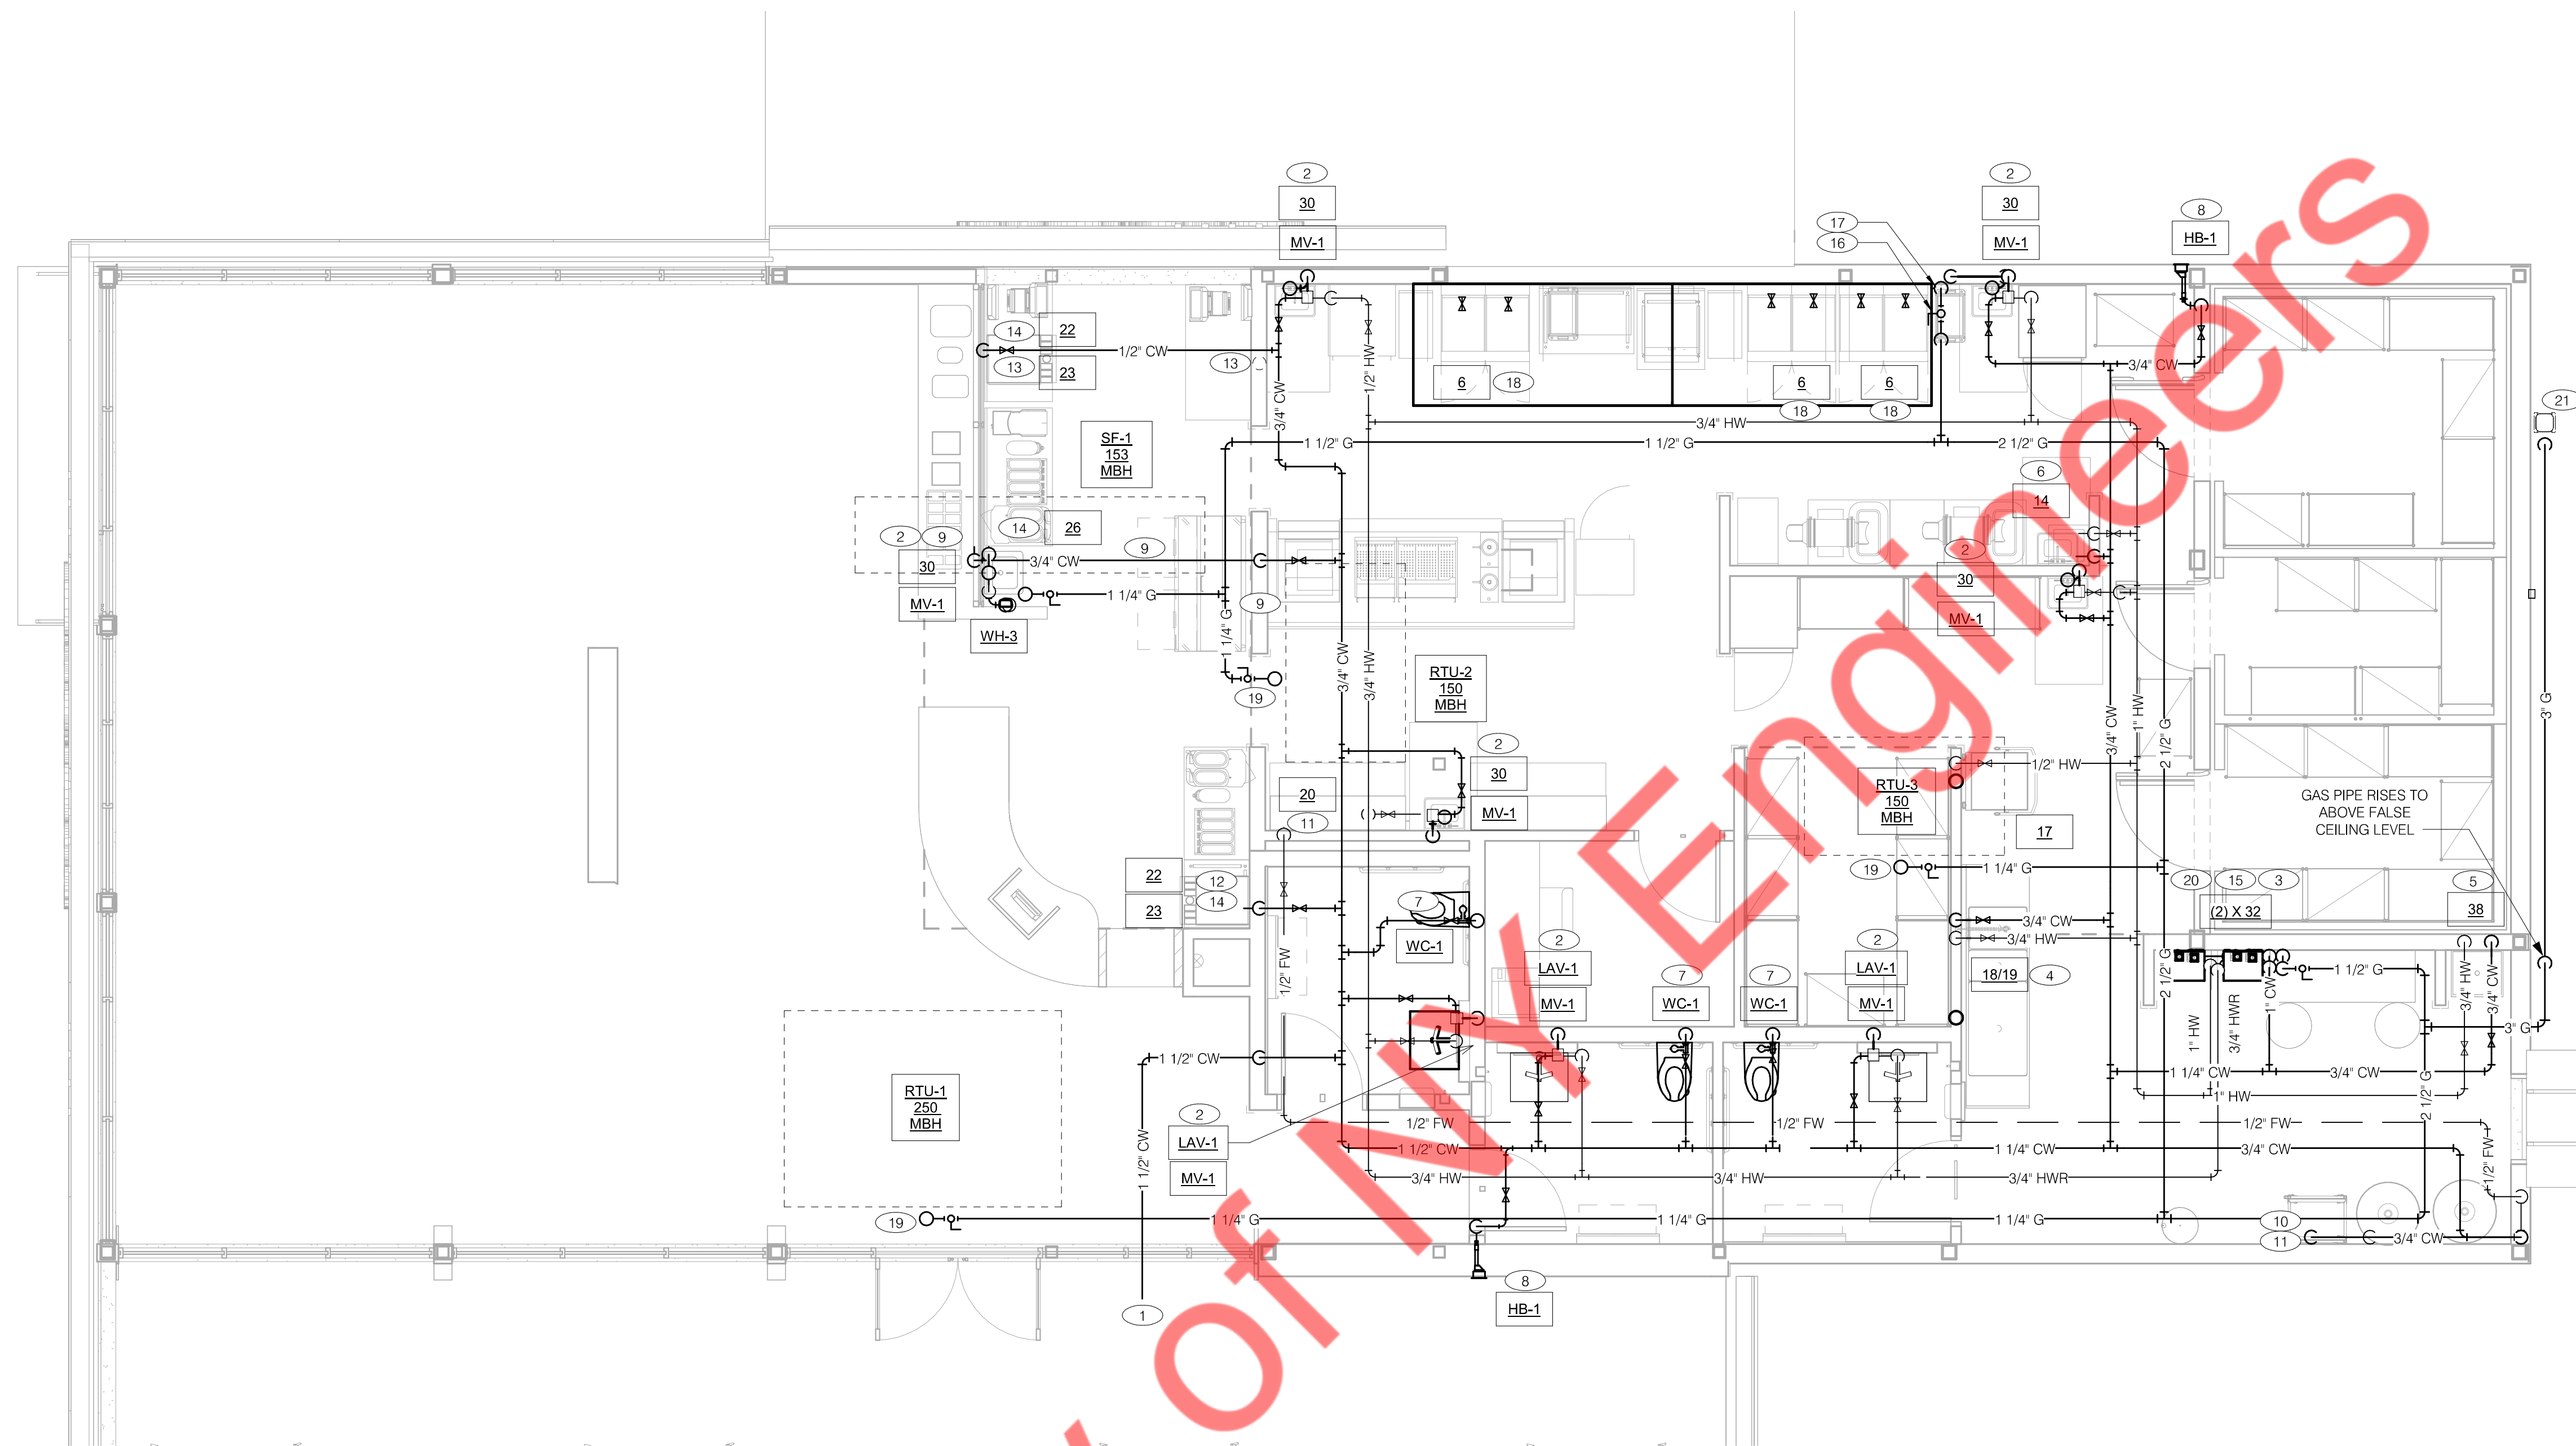 2
30
MV-1
2
30
MV-1
8
HB-1
17
16
14
22
13
23
1/2" CW
13
3/4" CW
1/2" HW
6
18
6
18
6
18
3/4" CW
21
3/4" HW
SF-1
153
MBH
1 1/2" G
1 1/2" G
2 1/2" G
6
14
14
26
2
9
30
MV-1
3/4" CW
9
1 1/4" G
WH-3
9
1 1/4" G
19
2
30
MV-1
3/4" CW
3/4" HW
RTU-2
150
MBH
3/4" CW
1" HW
2 1/2" G
3" G
2
30
MV-1
20
11
RTU-3
150
MBH
1/2" HW
17
GAS PIPE RISES TO
ABOVE FALSE
CEILING LEVEL
19
1 1/4" G
22
12
23
14
7
WC-1
20
15
3
(2) X 32
5
38
3/4" CW
3/4" HW
2
LAV-1
MV-1
7
WC-1
7
WC-1
2
LAV-1
MV-1
18/19
4
1/2" FW
2 1/2" G
1" HW
3/4" HWR
1" CW
1 1/2" G
3/4" HW
3/4" CW
3" G
1 1/2" CW
RTU-1
250
MBH
1 1/4" CW
3/4" CW
1" HW
2 1/2" G
2
LAV-1
MV-1
1/2" FW
1/2" FW
1/2" FW
1 1/2" CW
1 1/2" CW
1 1/4" CW
3/4" CW
1/2" FW
3/4" HW
3/4" HW
3/4" HWR
19
1 1/4" G
1 1/4" G
1 1/4" G
10
11
3/4" CW
8
HB-1
1
of NY Engineers